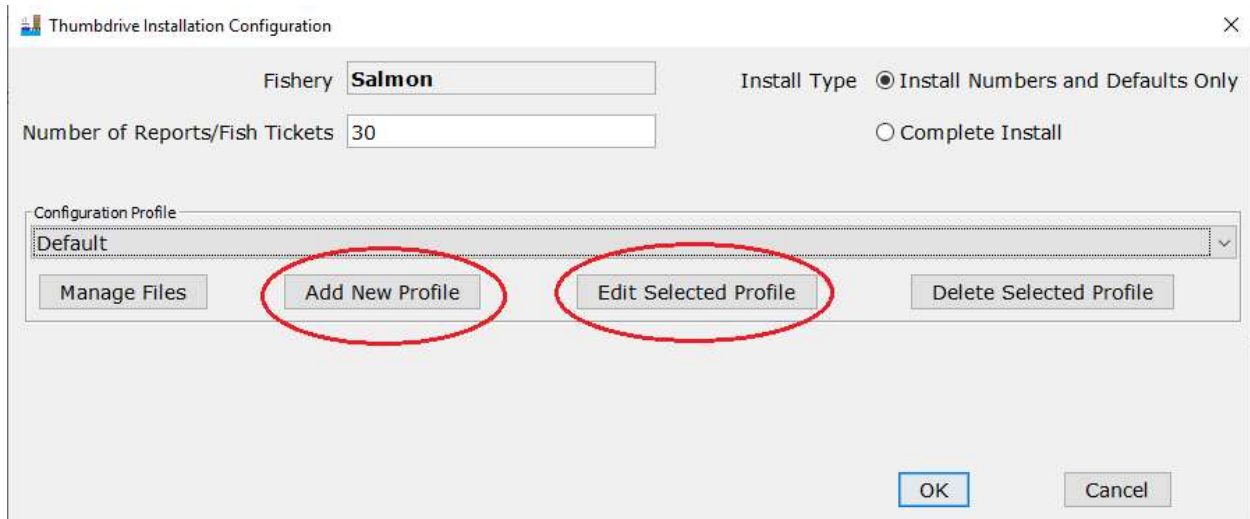 Thumbdrive Installation Configuration
Fishery Salmon Install Type Install Numbers and Defaults Only
Number of Reports/Fish Tickets 30 Complete Install
Configuration Profile
Default
Manage Files Add New Profile Edit Selected Profile Delete Selected Profile
OK Cancel